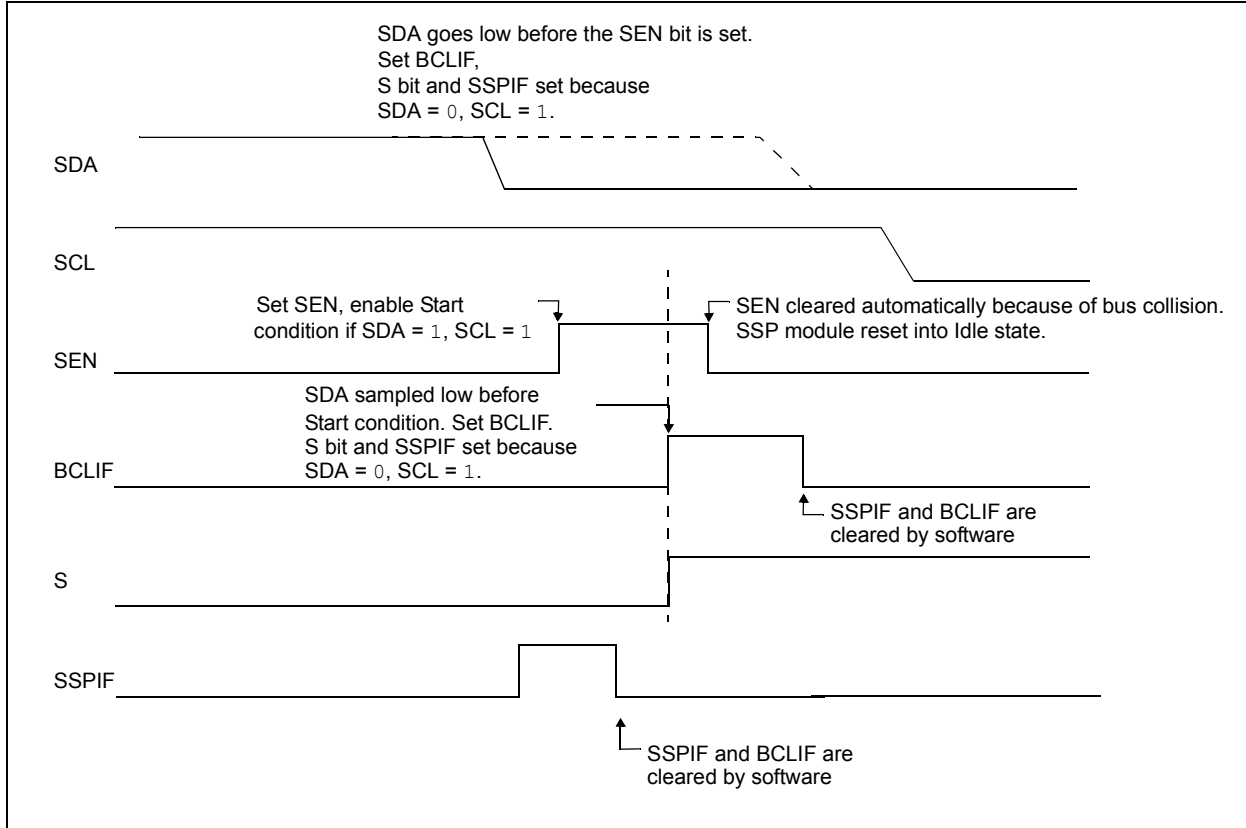 SDA goes low before the SEN bit is set.
Set BCLIF,
S bit and SSPIF set because
SDA = 0, SCL = 1.
SDA
SCL
Set SEN, enable Start
condition if SDA = 1, SCL = 1
SEN cleared automatically because of bus collision.
SSP module reset into Idle state.
SEN
SDA sampled low before
Start condition. Set BCLIF.
S bit and SSPIF set because
SDA = 0, SCL = 1.
BCLIF
SSPIF and BCLIF are
cleared by software
S
SSPIF
SSPIF and BCLIF are
cleared by software